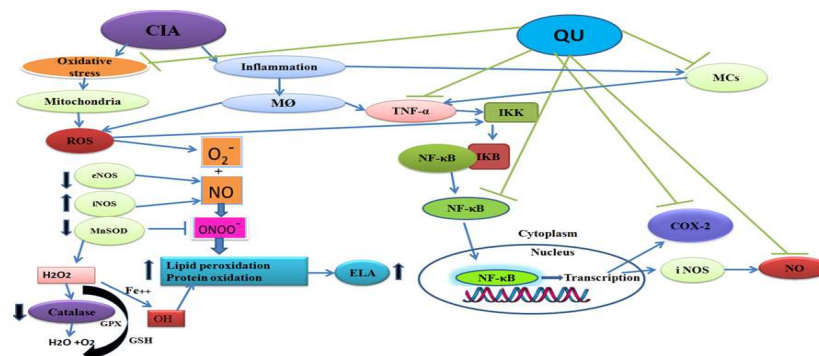 CIA
QU
Oxidative
stress
Inflammation
MCs
Mitochondria
MØ
TNF-α
IKK
ROS
O₂⁻
NF-κB
IKB
+
eNOS
NO
iNOS
NF-κB
MnSOD
ONOO⁻
COX-2
Cytoplasm
Nucleus
H2O2
Lipid peroxidation
Protein oxidation
ELA
NF-κB
Transcription
i NOS
NO
Fe++
OH
Catalase
GPX
GSH
H2O +O2